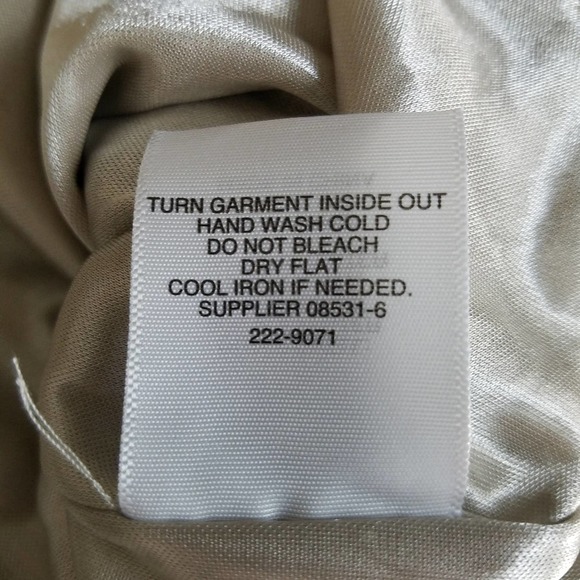 TURN GARMENT INSIDE OUT
HAND WASH COLD
DO NOT BLEACH
DRY FLAT
COOL IRON IF NEEDED.
SUPPLIER 08531-6
222-9071